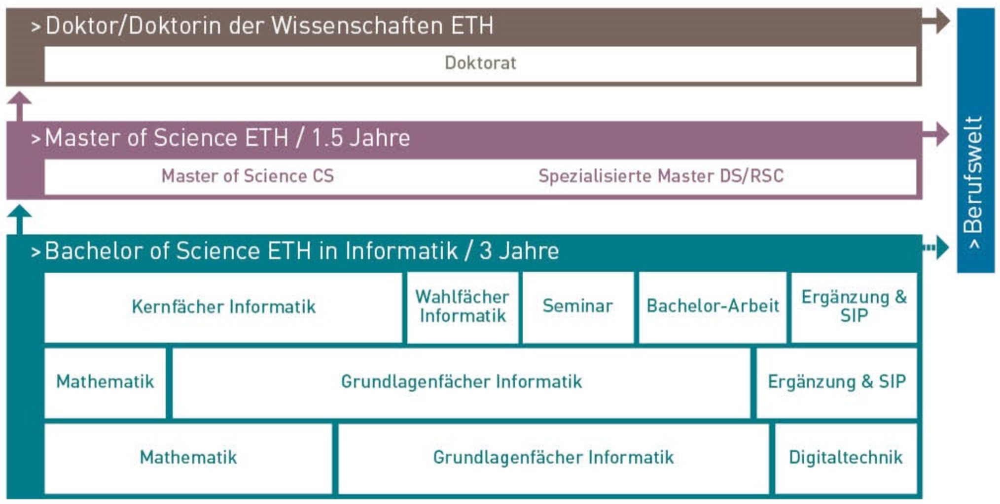 > Doktor/Doktorin der Wissenschaften ETH
Doktorat
> Master of Science ETH / 1.5 Jahre
Master of Science CS
Spezialisierte Master DS/RSC
> Bachelor of Science ETH in Informatik / 3 Jahre
Kernfächer Informatik
Wahlfächer
Informatik
Seminar
Bachelor-Arbeit
Ergänzung &
SIP
Mathematik
Grundlagenfächer Informatik
Ergänzung & SIP
Mathematik
Grundlagenfächer Informatik
Digitaltechnik
> Berufswelt